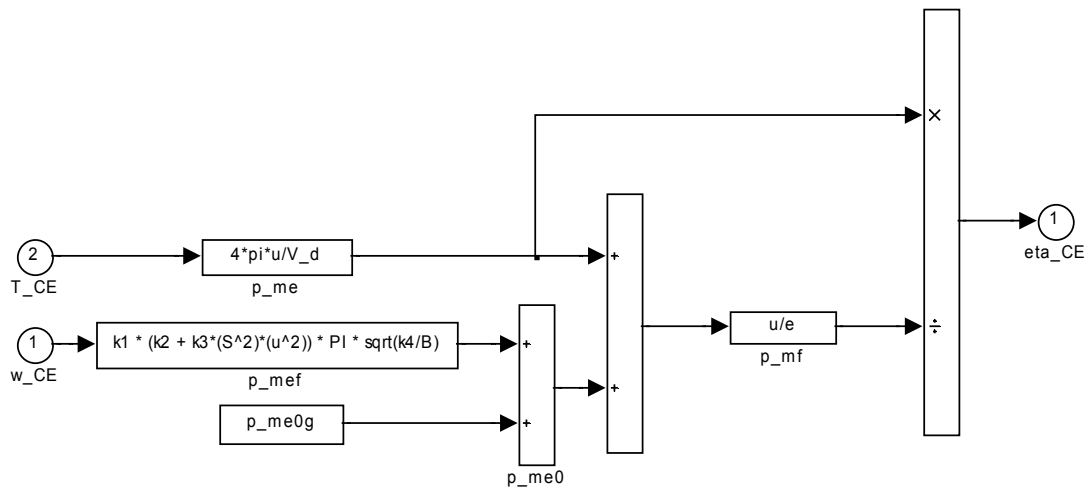 ×
1
eta_CE
2
T_CE
4*pi*u/V_d
p_me
+
1
w_CE
k1 * (k2 + k3*(S^2)*(u^2)) * PI * sqrt(k4/B)
p_mef
+
u/e
p_mf
÷
+
p_me0g
+
p_me0